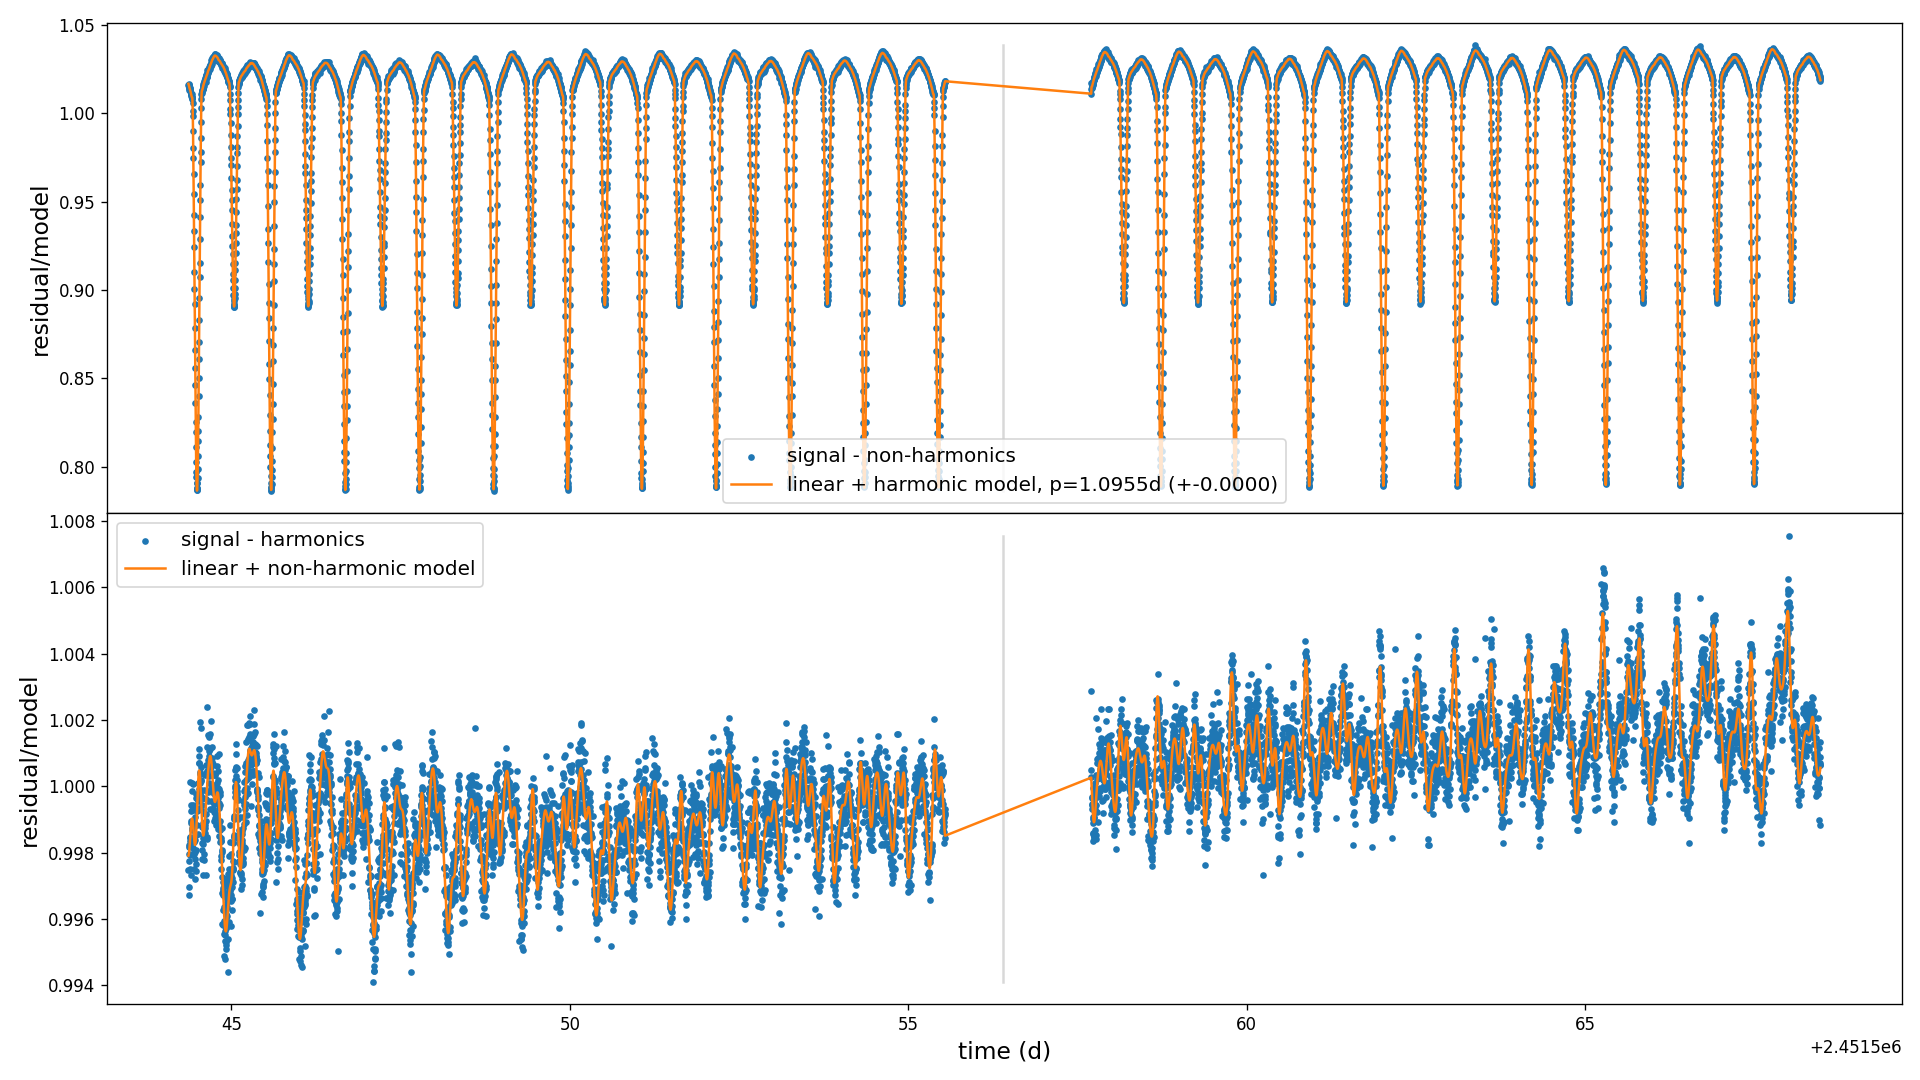 1.05
1.00
0.95
0.90
0.85
0.80
residual/model
signal - non-harmonics
linear + harmonic model, p=1.0955d (+-0.0000)
1.008
1.006
1.004
1.002
1.000
0.998
0.996
0.994
residual/model
signal - harmonics
linear + non-harmonic model
45
50
55
60
65
time (d)
+2.4515e6